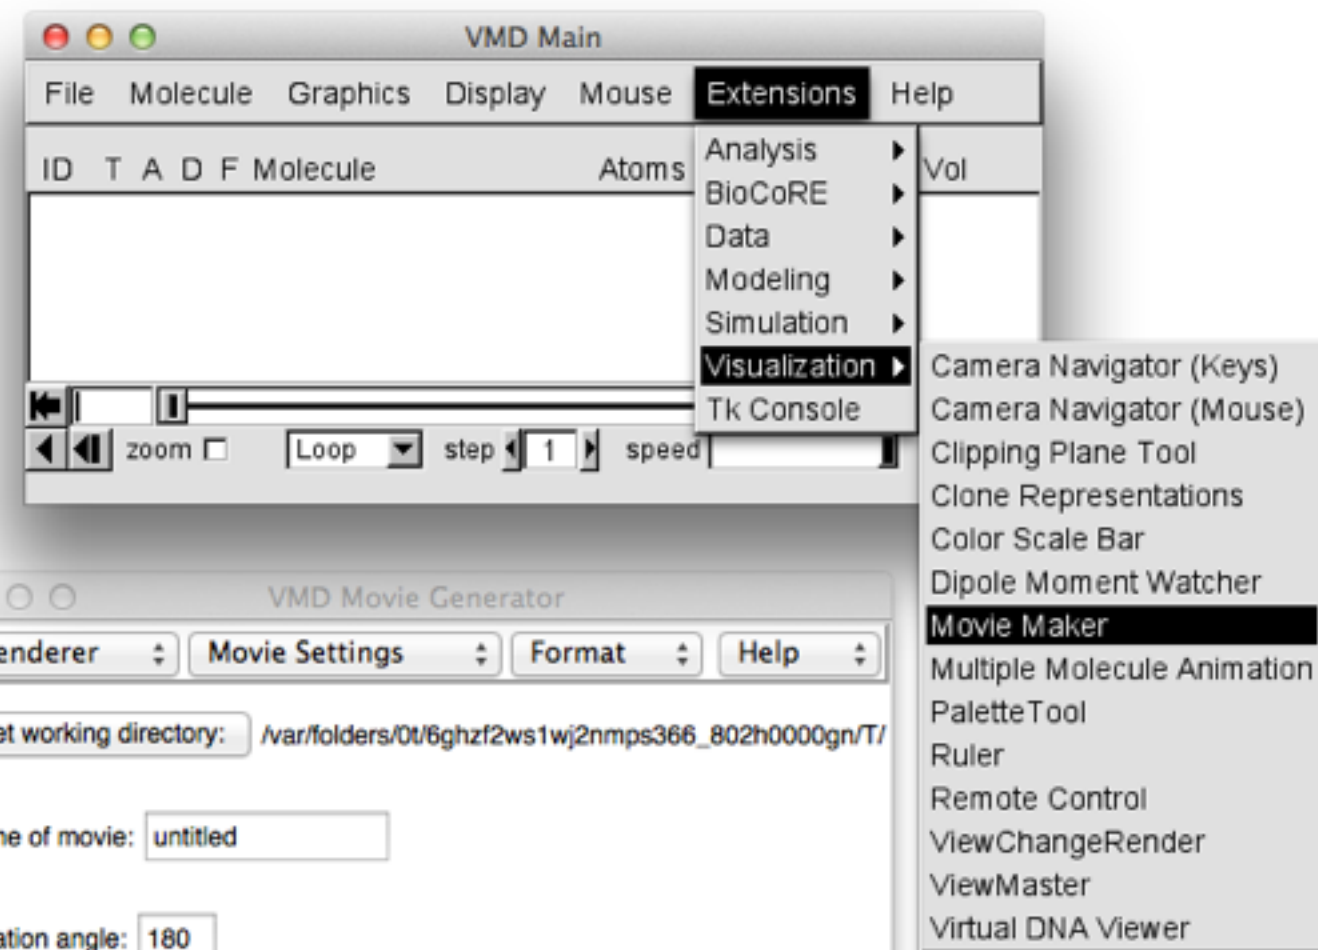 VMD Main
File Molecule Graphics Display Mouse Extensions Help
ID T A D F Molecule Atoms Vol
Analysis
BioCoRE
Data
Modeling
Simulation
Visualization
Tk Console
zoom Loop step 1 speed
Camera Navigator (Keys)
Camera Navigator (Mouse)
Clipping Plane Tool
Clone Representations
Color Scale Bar
Dipole Moment Watcher
Movie Maker
Multiple Molecule Animation
PaletteTool
Ruler
Remote Control
ViewChangeRender
ViewMaster
Virtual DNA Viewer
VMD Movie Generator
enderer Movie Settings Format Help
et working directory: /var/folders/0t/6ghzf2ws1wj2nmps366_802h0000gn/T/
ne of movie: untitled
ation angle: 180